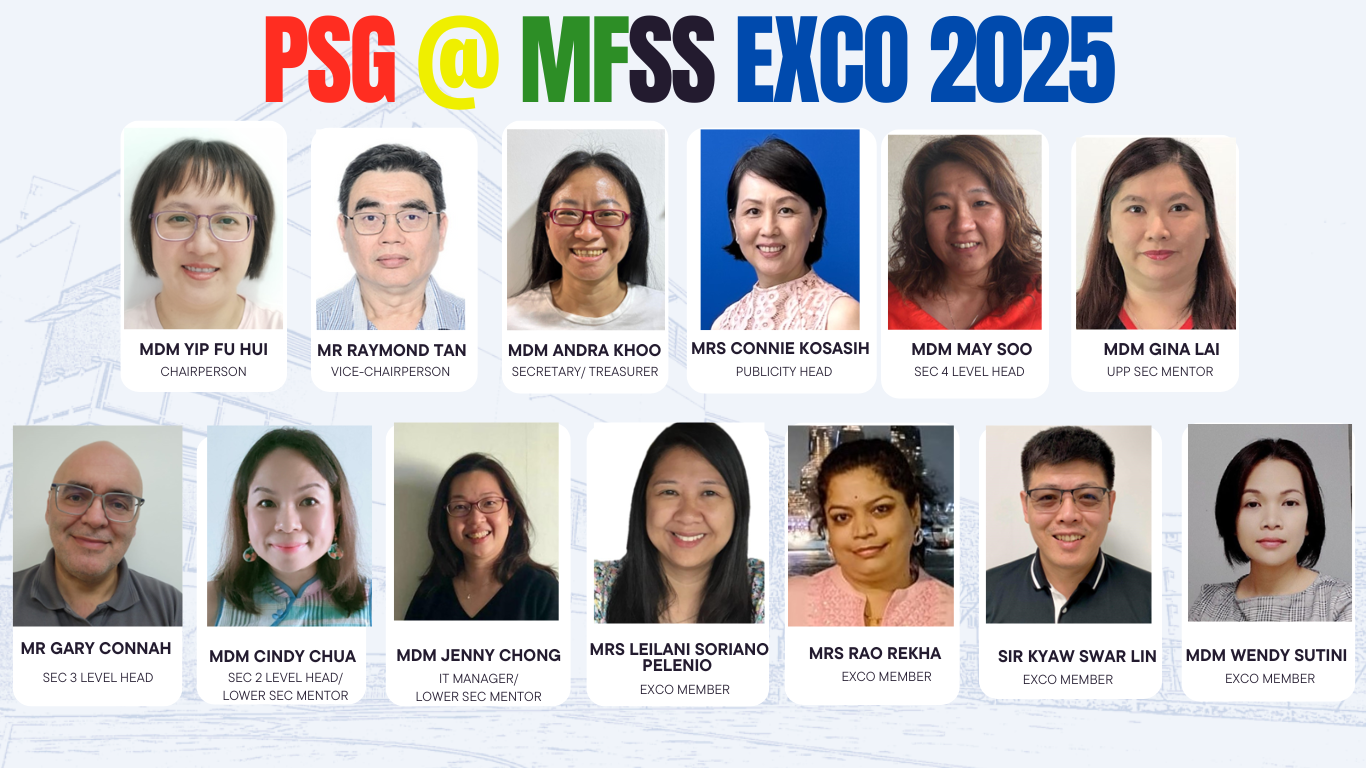 PSG @ MFSS EXCO 2025
MDM YIP FU HUI
CHAIRPERSON
MR RAYMOND TAN
VICE-CHAIRPERSON
MDM ANDRA KHOO
SECRETARY/ TREASURER
MRS CONNIE KOSASIH
PUBLICITY HEAD
MDM MAY SOO
SEC 4 LEVEL HEAD
MDM GINA LAI
UPP SEC MENTOR
MR GARY CONNAH
SEC 3 LEVEL HEAD
MDM CINDY CHUA
SEC 2 LEVEL HEAD/
LOWER SEC MENTOR
MDM JENNY CHONG
IT MANAGER/
LOWER SEC MENTOR
MRS LEILANI SORIANO
PELENIO
EXCO MEMBER
MRS RAO REKHA
EXCO MEMBER
SIR KYAW SWAR LIN
EXCO MEMBER
MDM WENDY SUTINI
EXCO MEMBER